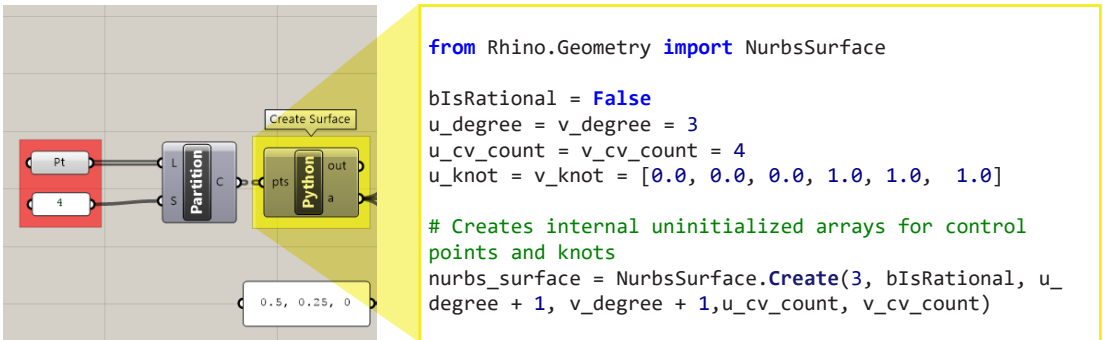 Create Surface
Pt
4
L
S
Partition
C
pts
Python
out
a
0.5, 0.25, 0
from Rhino.Geometry import NurbsSurface
bIsRational = False
u_degree = v_degree = 3
u_cv_count = v_cv_count = 4
u_knot = v_knot = [0.0, 0.0, 0.0, 1.0, 1.0,  1.0]
# Creates internal uninitialized arrays for control
points and knots
nurbs_surface = NurbsSurface.Create(3, bIsRational, u_
degree + 1, v_degree + 1,u_cv_count, v_cv_count)